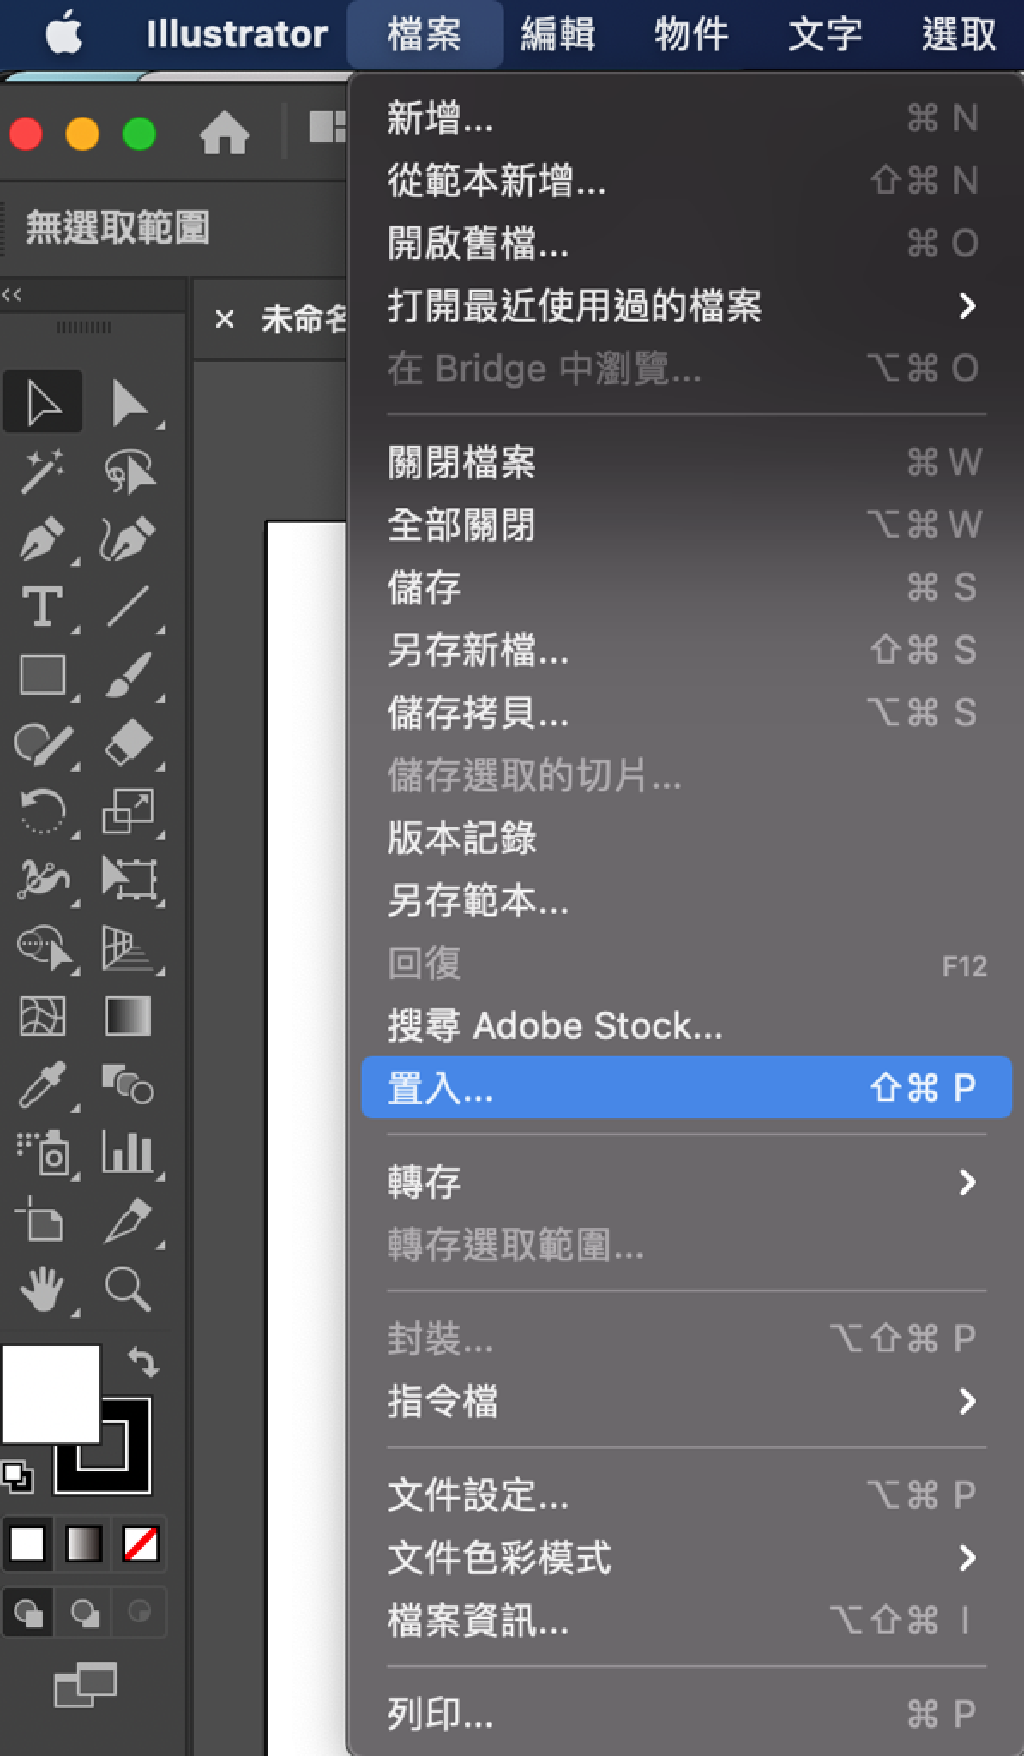 Illustrator 檔案 編輯 物件 文字 選取
新增... ⌘ N
從範本新增... ⇧⌘ N
無選取範圍
開啟舊檔... ⌘ O
× 未命名
打開最近使用過的檔案
在 Bridge 中瀏覽... ⌥⌘ O
關閉檔案 ⌘ W
全部關閉 ⌥⌘ W
儲存 ⌘ S
另存新檔... ⇧⌘ S
儲存拷貝... ⌥⌘ S
儲存選取的切片...
版本記錄
另存範本...
回復 F12
搜尋 Adobe Stock...
置入... ⇧⌘ P
轉存
轉存選取範圍...
封裝... ⌥⇧⌘ P
指令檔
文件設定... ⌥⌘ P
文件色彩模式
檔案資訊... ⌥⇧⌘ I
列印... ⌘ P